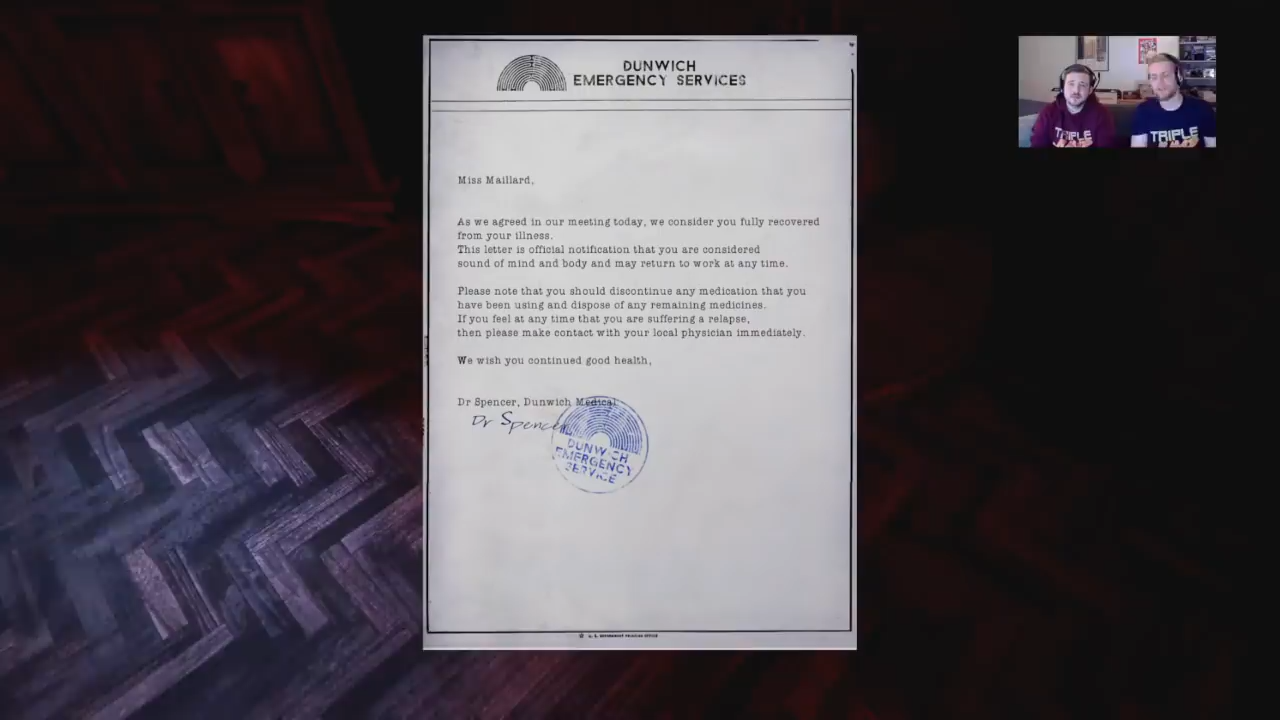 DUNWICH
EMERGENCY SERVICES
Miss Maillard,
As we agreed in our meeting today, we consider you fully recovered
from your illness.
This letter is official notification that you are considered
sound of mind and body and may return to work at any time.
Please note that you should discontinue any medication that you
have been using and dispose of any remaining medicines.
If you feel at any time that you are suffering a relapse,
then please make contact with your local physician immediately.
We wish you continued good health,
Dr Spencer, Dunwich Medical
Dr Spencer
DUNWICH
EMERGENCY
SERVICE
U. S. GOVERNMENT PRINTING OFFICE
TRIPLE
TRIPLE